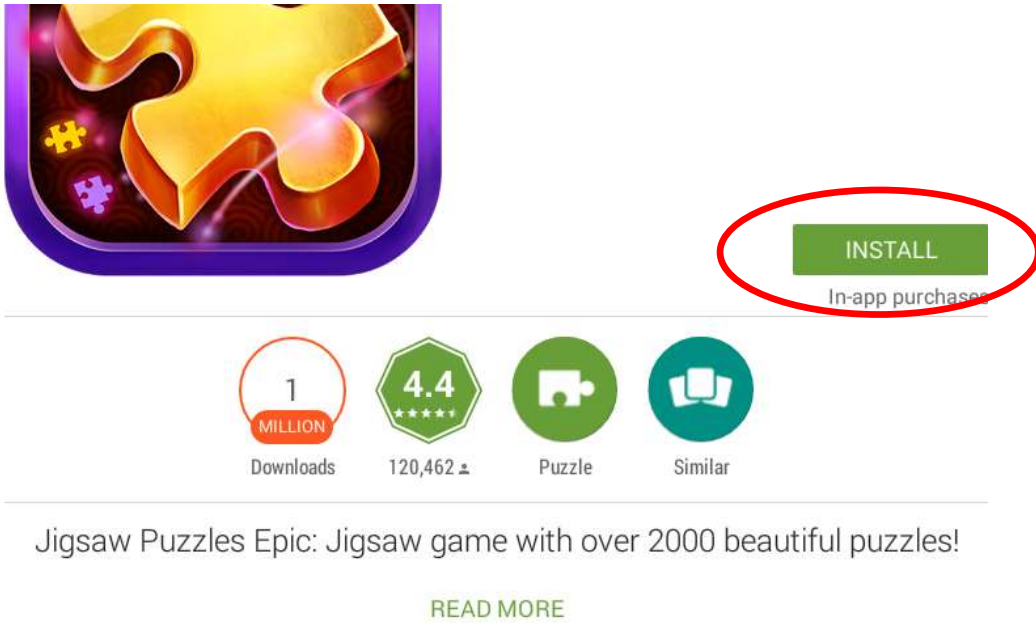 INSTALL
In-app purchases
1
MILLION
Downloads
4.4
120,462
Puzzle
Similar
Jigsaw Puzzles Epic: Jigsaw game with over 2000 beautiful puzzles!
READ MORE